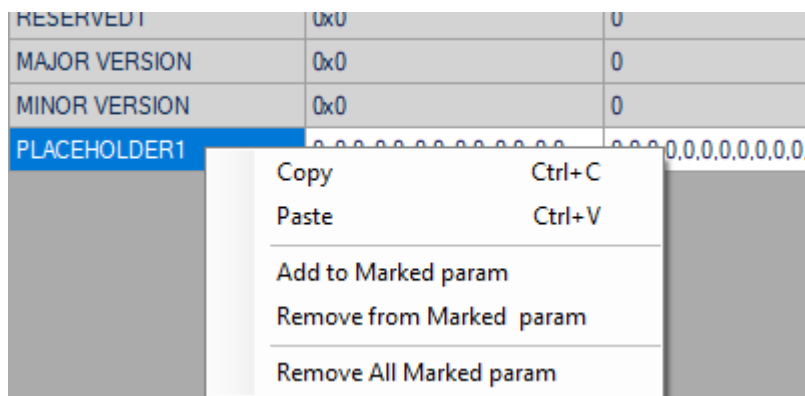 RESERVED1 0x0 0
MAJOR VERSION 0x0 0
MINOR VERSION 0x0 0
PLACEHOLDER1
Copy Ctrl+C
Paste Ctrl+V
Add to Marked param
Remove from Marked param
Remove All Marked param